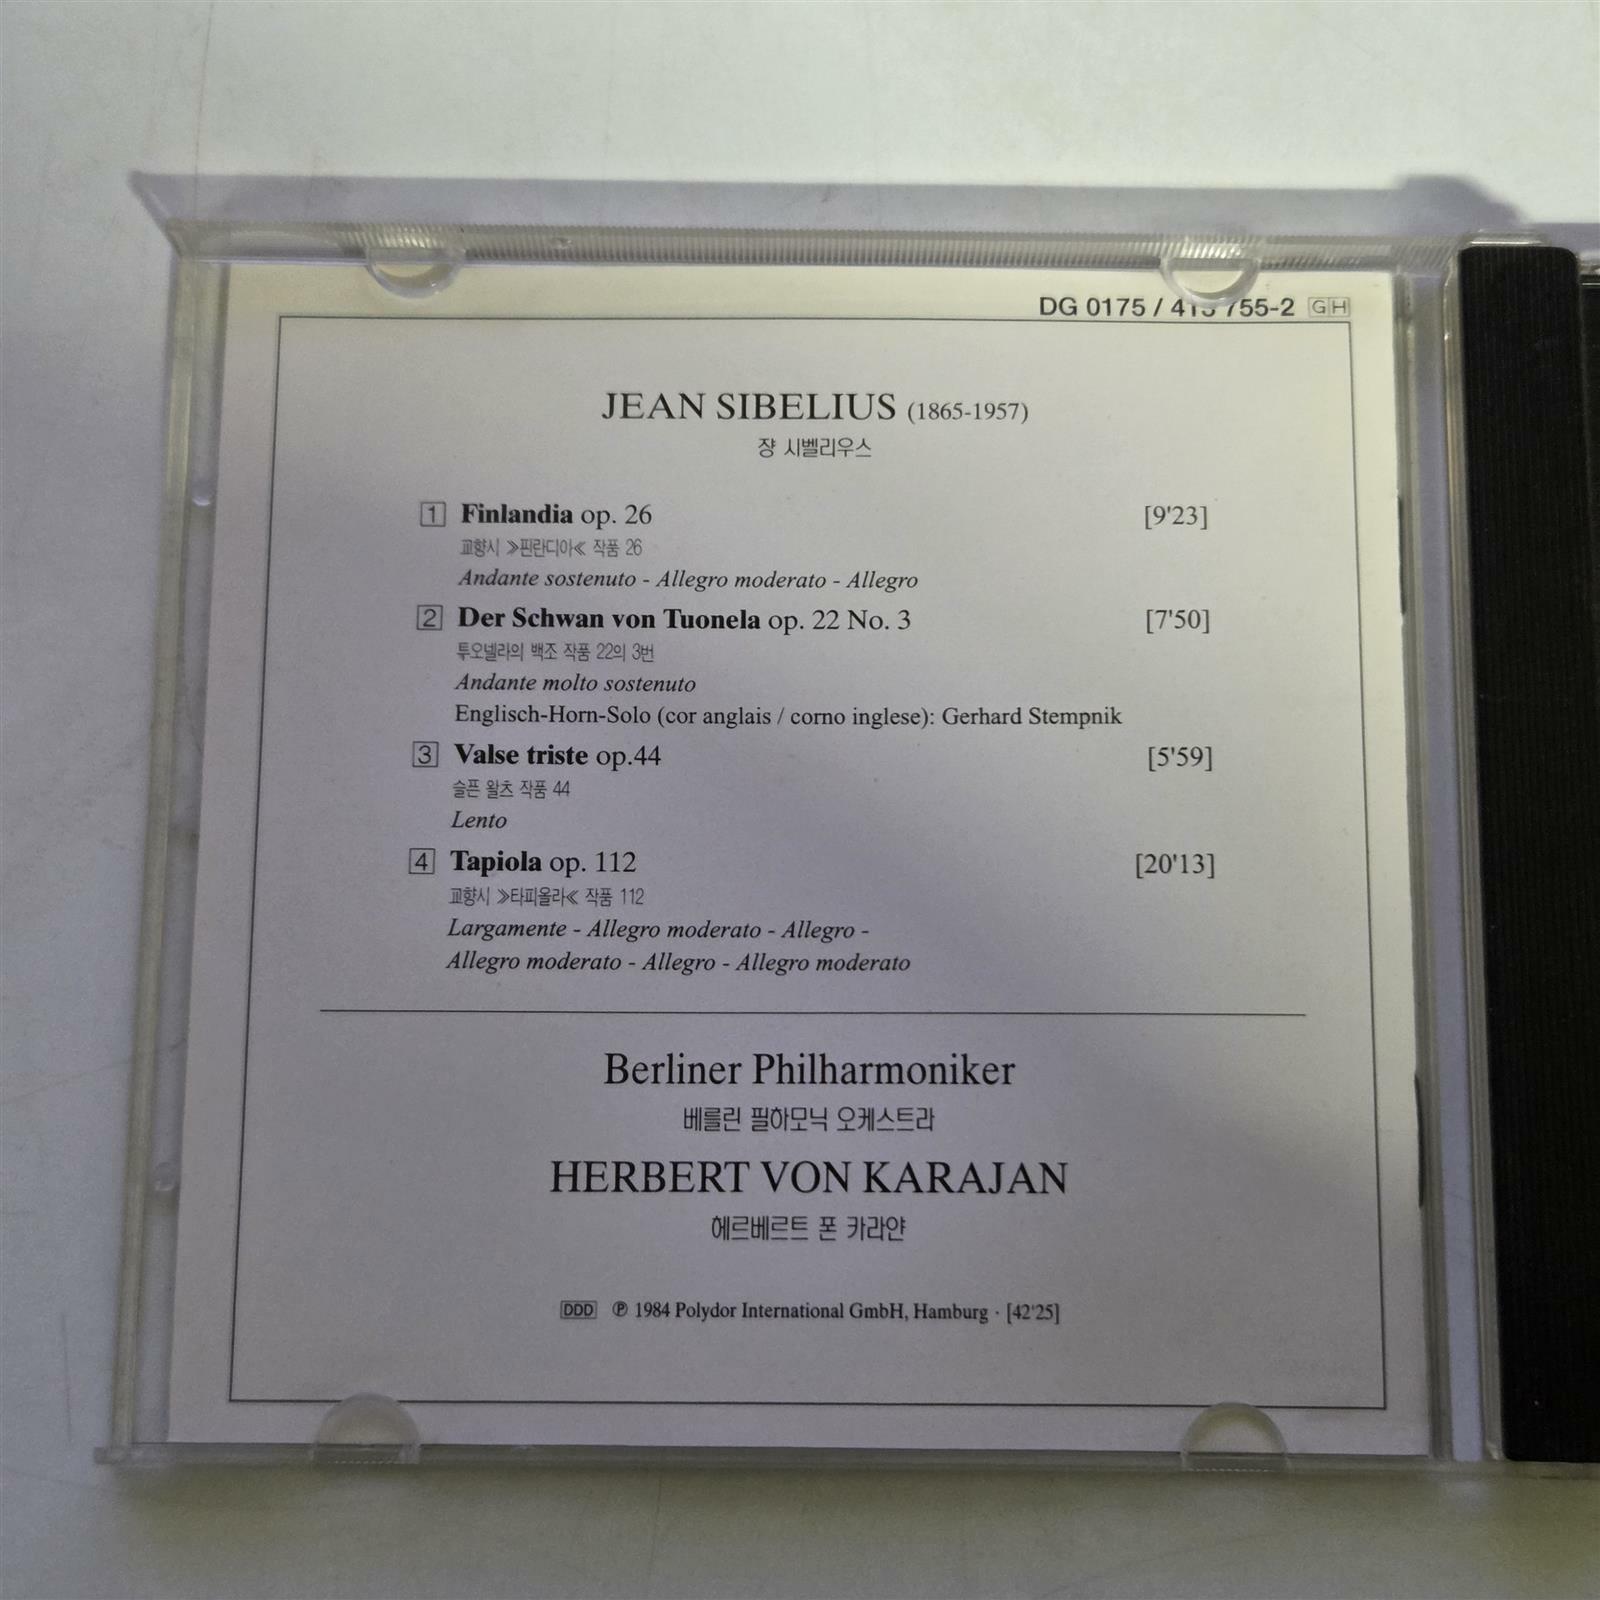 DG 0175 / 413 755-2 GH
JEAN SIBELIUS (1865-1957)
쟝 시벨리우스
1 Finlandia op. 26 [9'23]
교향시 ≫핀란디아≪ 작품 26
Andante sostenuto - Allegro moderato - Allegro
2 Der Schwan von Tuonela op. 22 No. 3 [7'50]
투오넬라의 백조 작품 22의 3번
Andante molto sostenuto
Englisch-Horn-Solo (cor anglais / corno inglese): Gerhard Stempnik
3 Valse triste op.44 [5'59]
슬픈 왈츠 작품 44
Lento
4 Tapiola op. 112 [20'13]
교향시 ≫타피올라≪ 작품 112
Largamente - Allegro moderato - Allegro -
Allegro moderato - Allegro - Allegro moderato
Berliner Philharmoniker
베를린 필하모닉 오케스트라
HERBERT VON KARAJAN
헤르베르트 폰 카라얀
DDD ℗ 1984 Polydor International GmbH, Hamburg · [42'25]